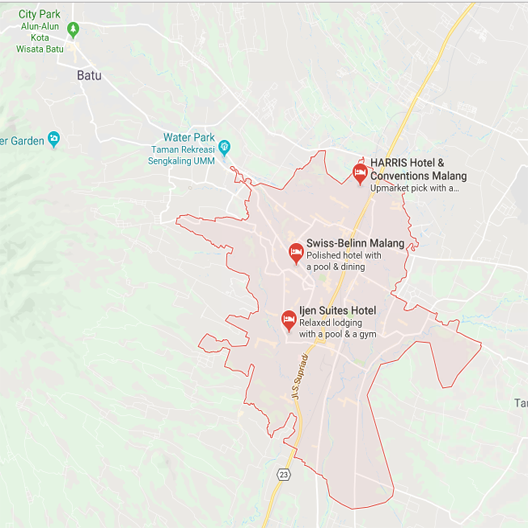 City Park
Alun-Alun
Kota
Wisata Batu
Batu
er Garden
Water Park
Taman Rekreasi
Sengkaling UMM
HARRIS Hotel &
Conventions Malang
Upmarket pick with a...
Swiss-Belinn Malang
Polished hotel with
a pool & dining
Ijen Suites Hotel
Relaxed lodging
with a pool & a gym
Jl.S.Supriadi
Ta
23